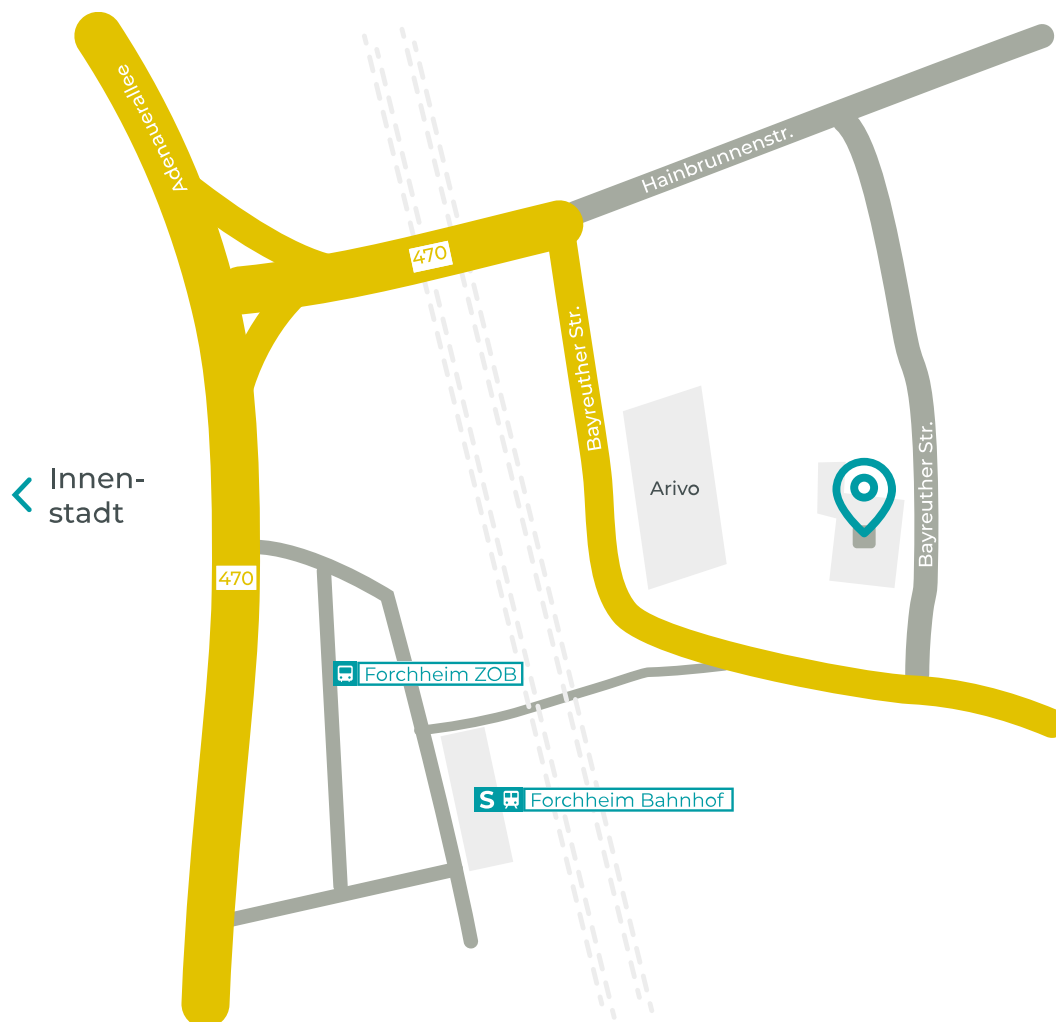 Adenauerallee
Hainbrunnenstr.
470
Bayreuther Str.
Bayreuther Str.
Arivo
Innen-
stadt
470
Forchheim ZOB
S Forchheim Bahnhof